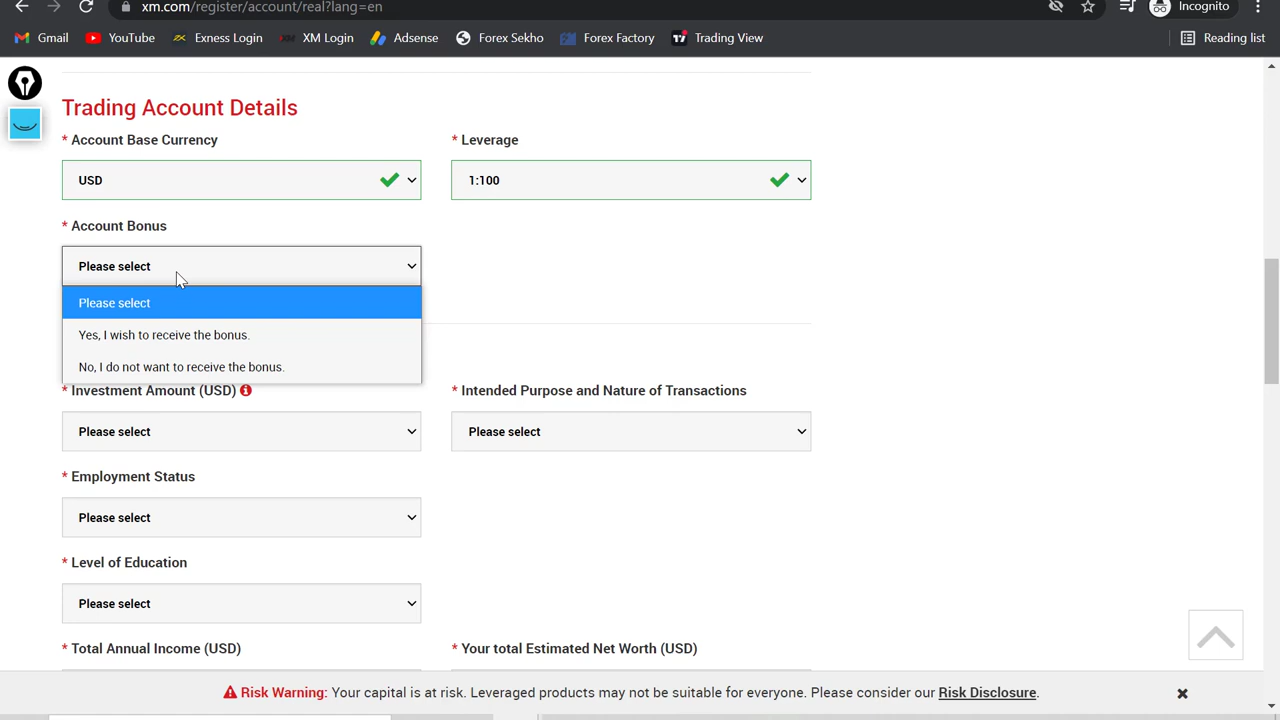 xm.com/register/account/real?lang=en
Incognito
Gmail YouTube Exness Login XM Login Adsense Forex Sekho Forex Factory Trading View Reading list
Trading Account Details
* Account Base Currency * Leverage
USD 1:100
* Account Bonus
Please select
Please select
Yes, I wish to receive the bonus.
No, I do not want to receive the bonus.
* Investment Amount (USD) * Intended Purpose and Nature of Transactions
Please select Please select
* Employment Status
Please select
* Level of Education
Please select
* Total Annual Income (USD) * Your total Estimated Net Worth (USD)
Risk Warning: Your capital is at risk. Leveraged products may not be suitable for everyone. Please consider our Risk Disclosure.